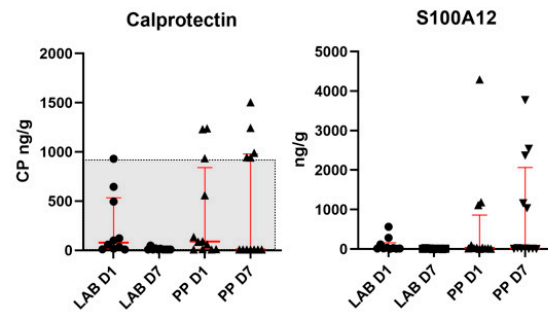 Calprotectin
CP ng/g
2000
1500
1000
500
0
LAB D1
LAB D7
PP D1
PP D7
S100A12
ng/g
5000
4000
3000
2000
1000
0
LAB D1
LAB D7
PP D1
PP D7